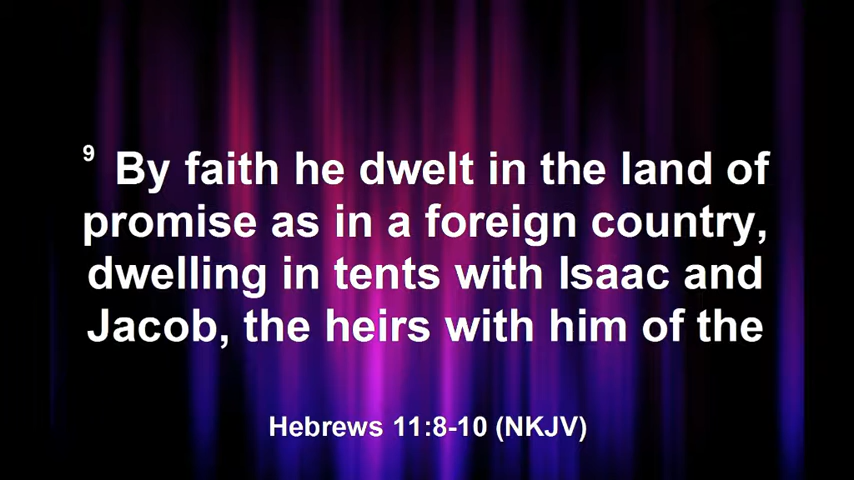 9 By faith he dwelt in the land of
promise as in a foreign country,
dwelling in tents with Isaac and
Jacob, the heirs with him of the
Hebrews 11:8-10 (NKJV)